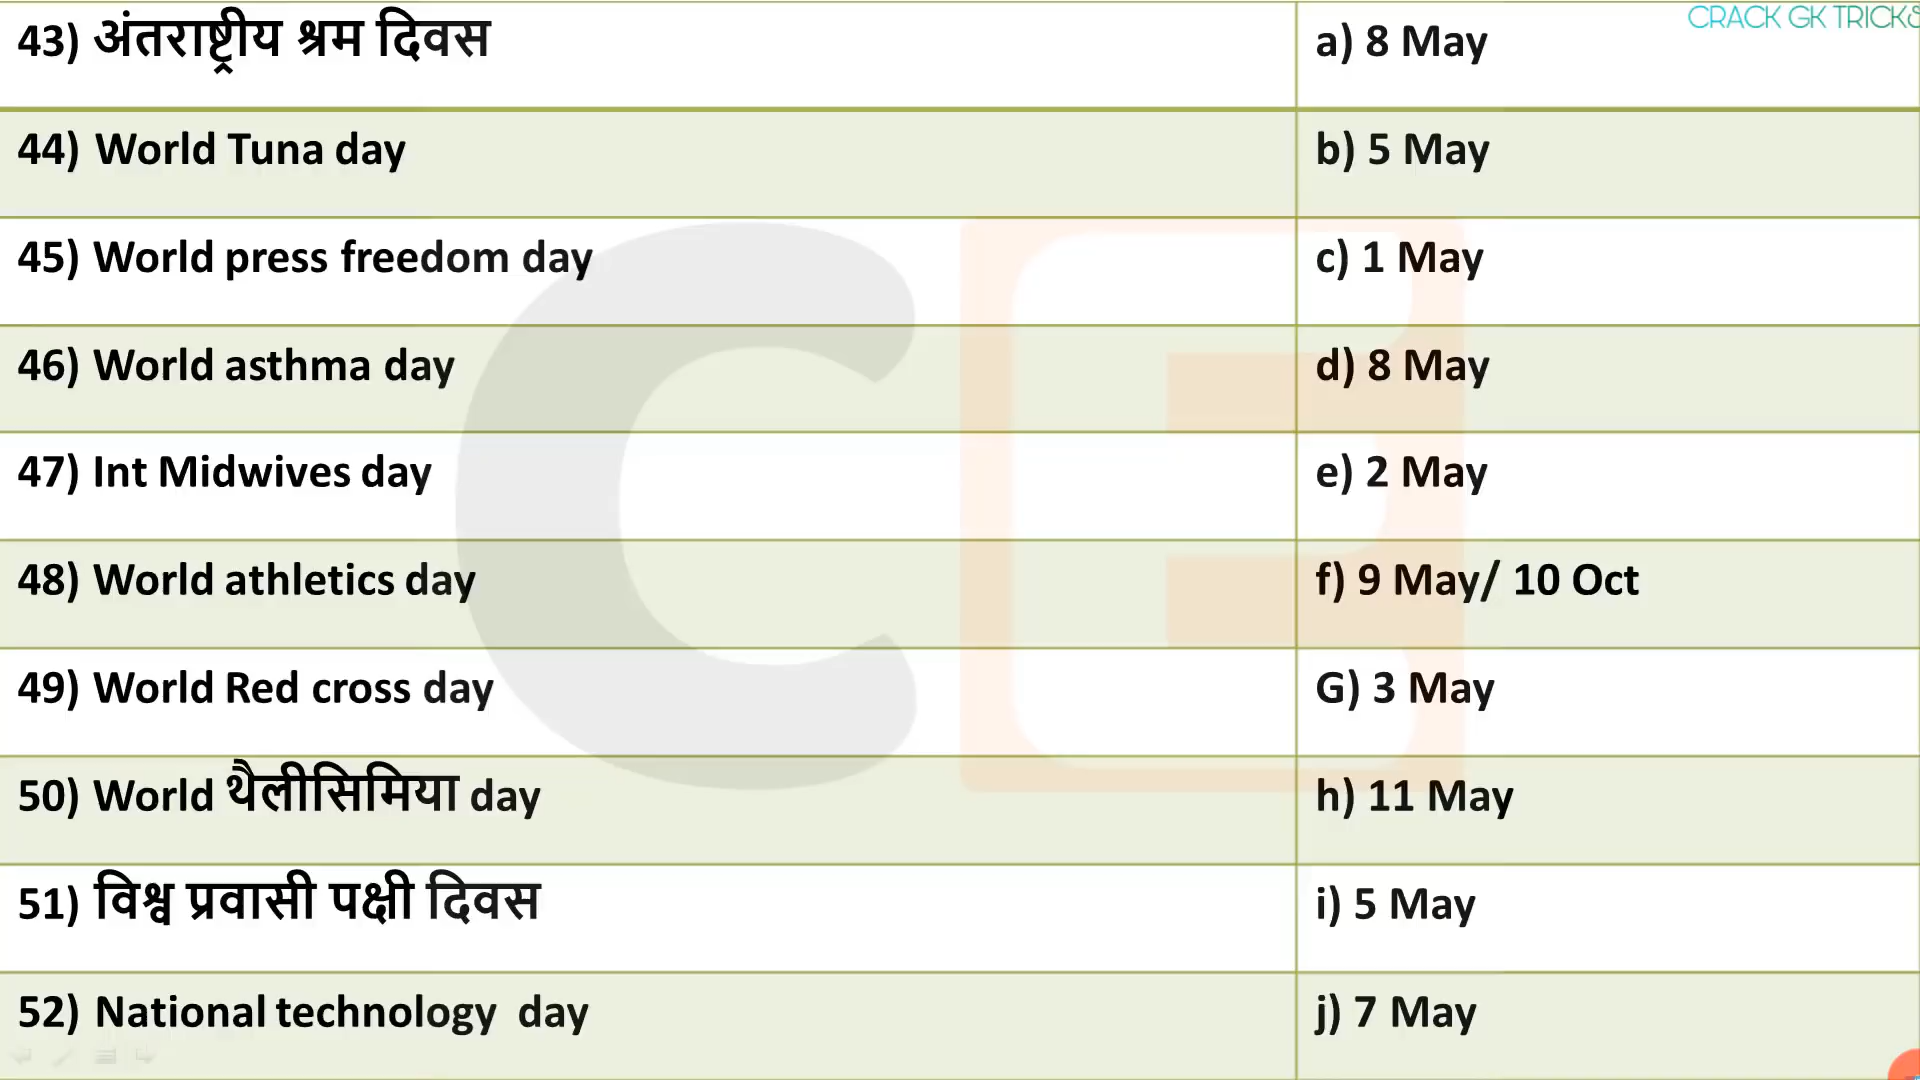 CRACK GK TRICKS
43) अंतराष्ट्रीय श्रम दिवस a) 8 May
44) World Tuna day b) 5 May
45) World press freedom day c) 1 May
46) World asthma day d) 8 May
47) Int Midwives day e) 2 May
48) World athletics day f) 9 May/ 10 Oct
49) World Red cross day G) 3 May
50) World थैलीसिमिया day h) 11 May
51) विश्व प्रवासी पक्षी दिवस i) 5 May
52) National technology day j) 7 May